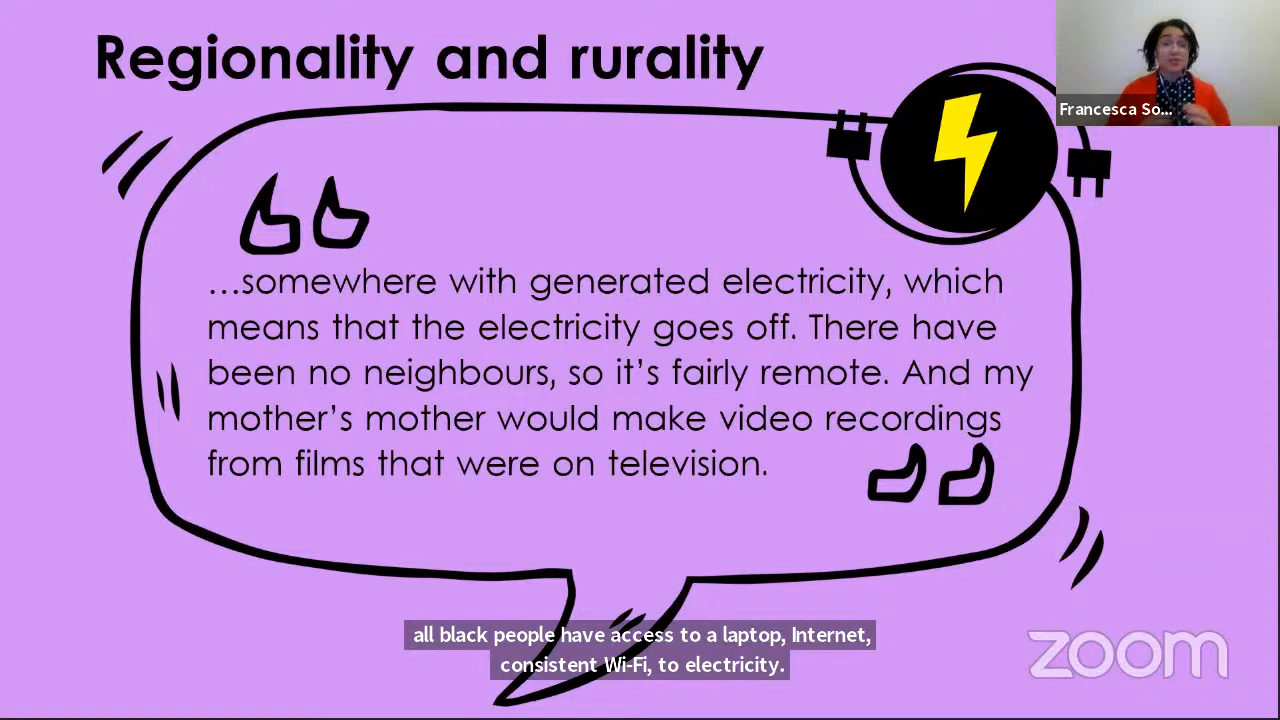 Regionality and rurality
Francesca So...
…somewhere with generated electricity, which
means that the electricity goes off. There have
been no neighbours, so it’s fairly remote. And my
mother’s mother would make video recordings
from films that were on television.
all black people have access to a laptop, Internet,
consistent Wi-Fi, to electricity.
zoom